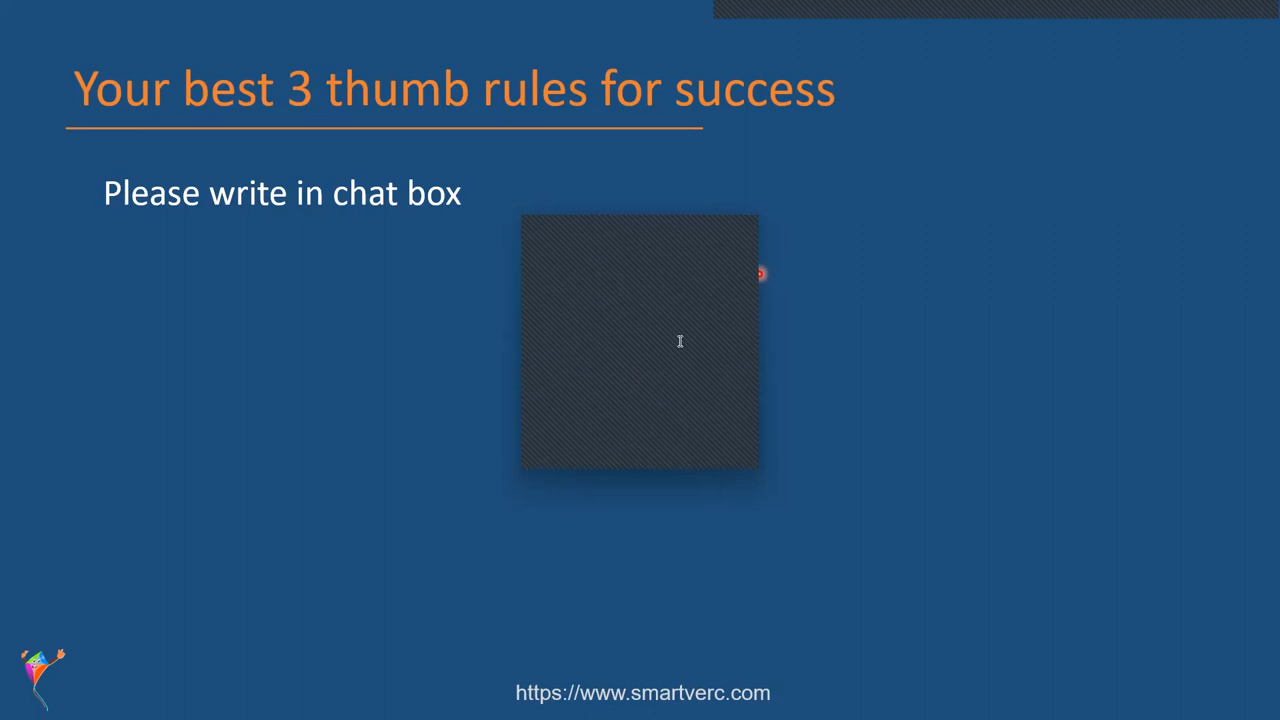 Your best 3 thumb rules for success
Please write in chat box
https://www.smartverc.com